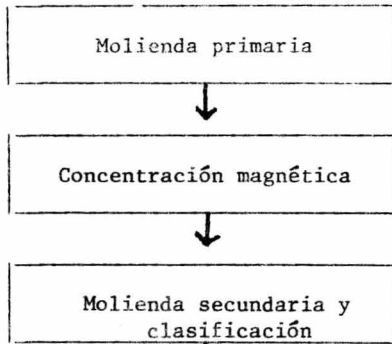 Molienda primaria
Concentración magnética
Molienda secundaria y
clasificación